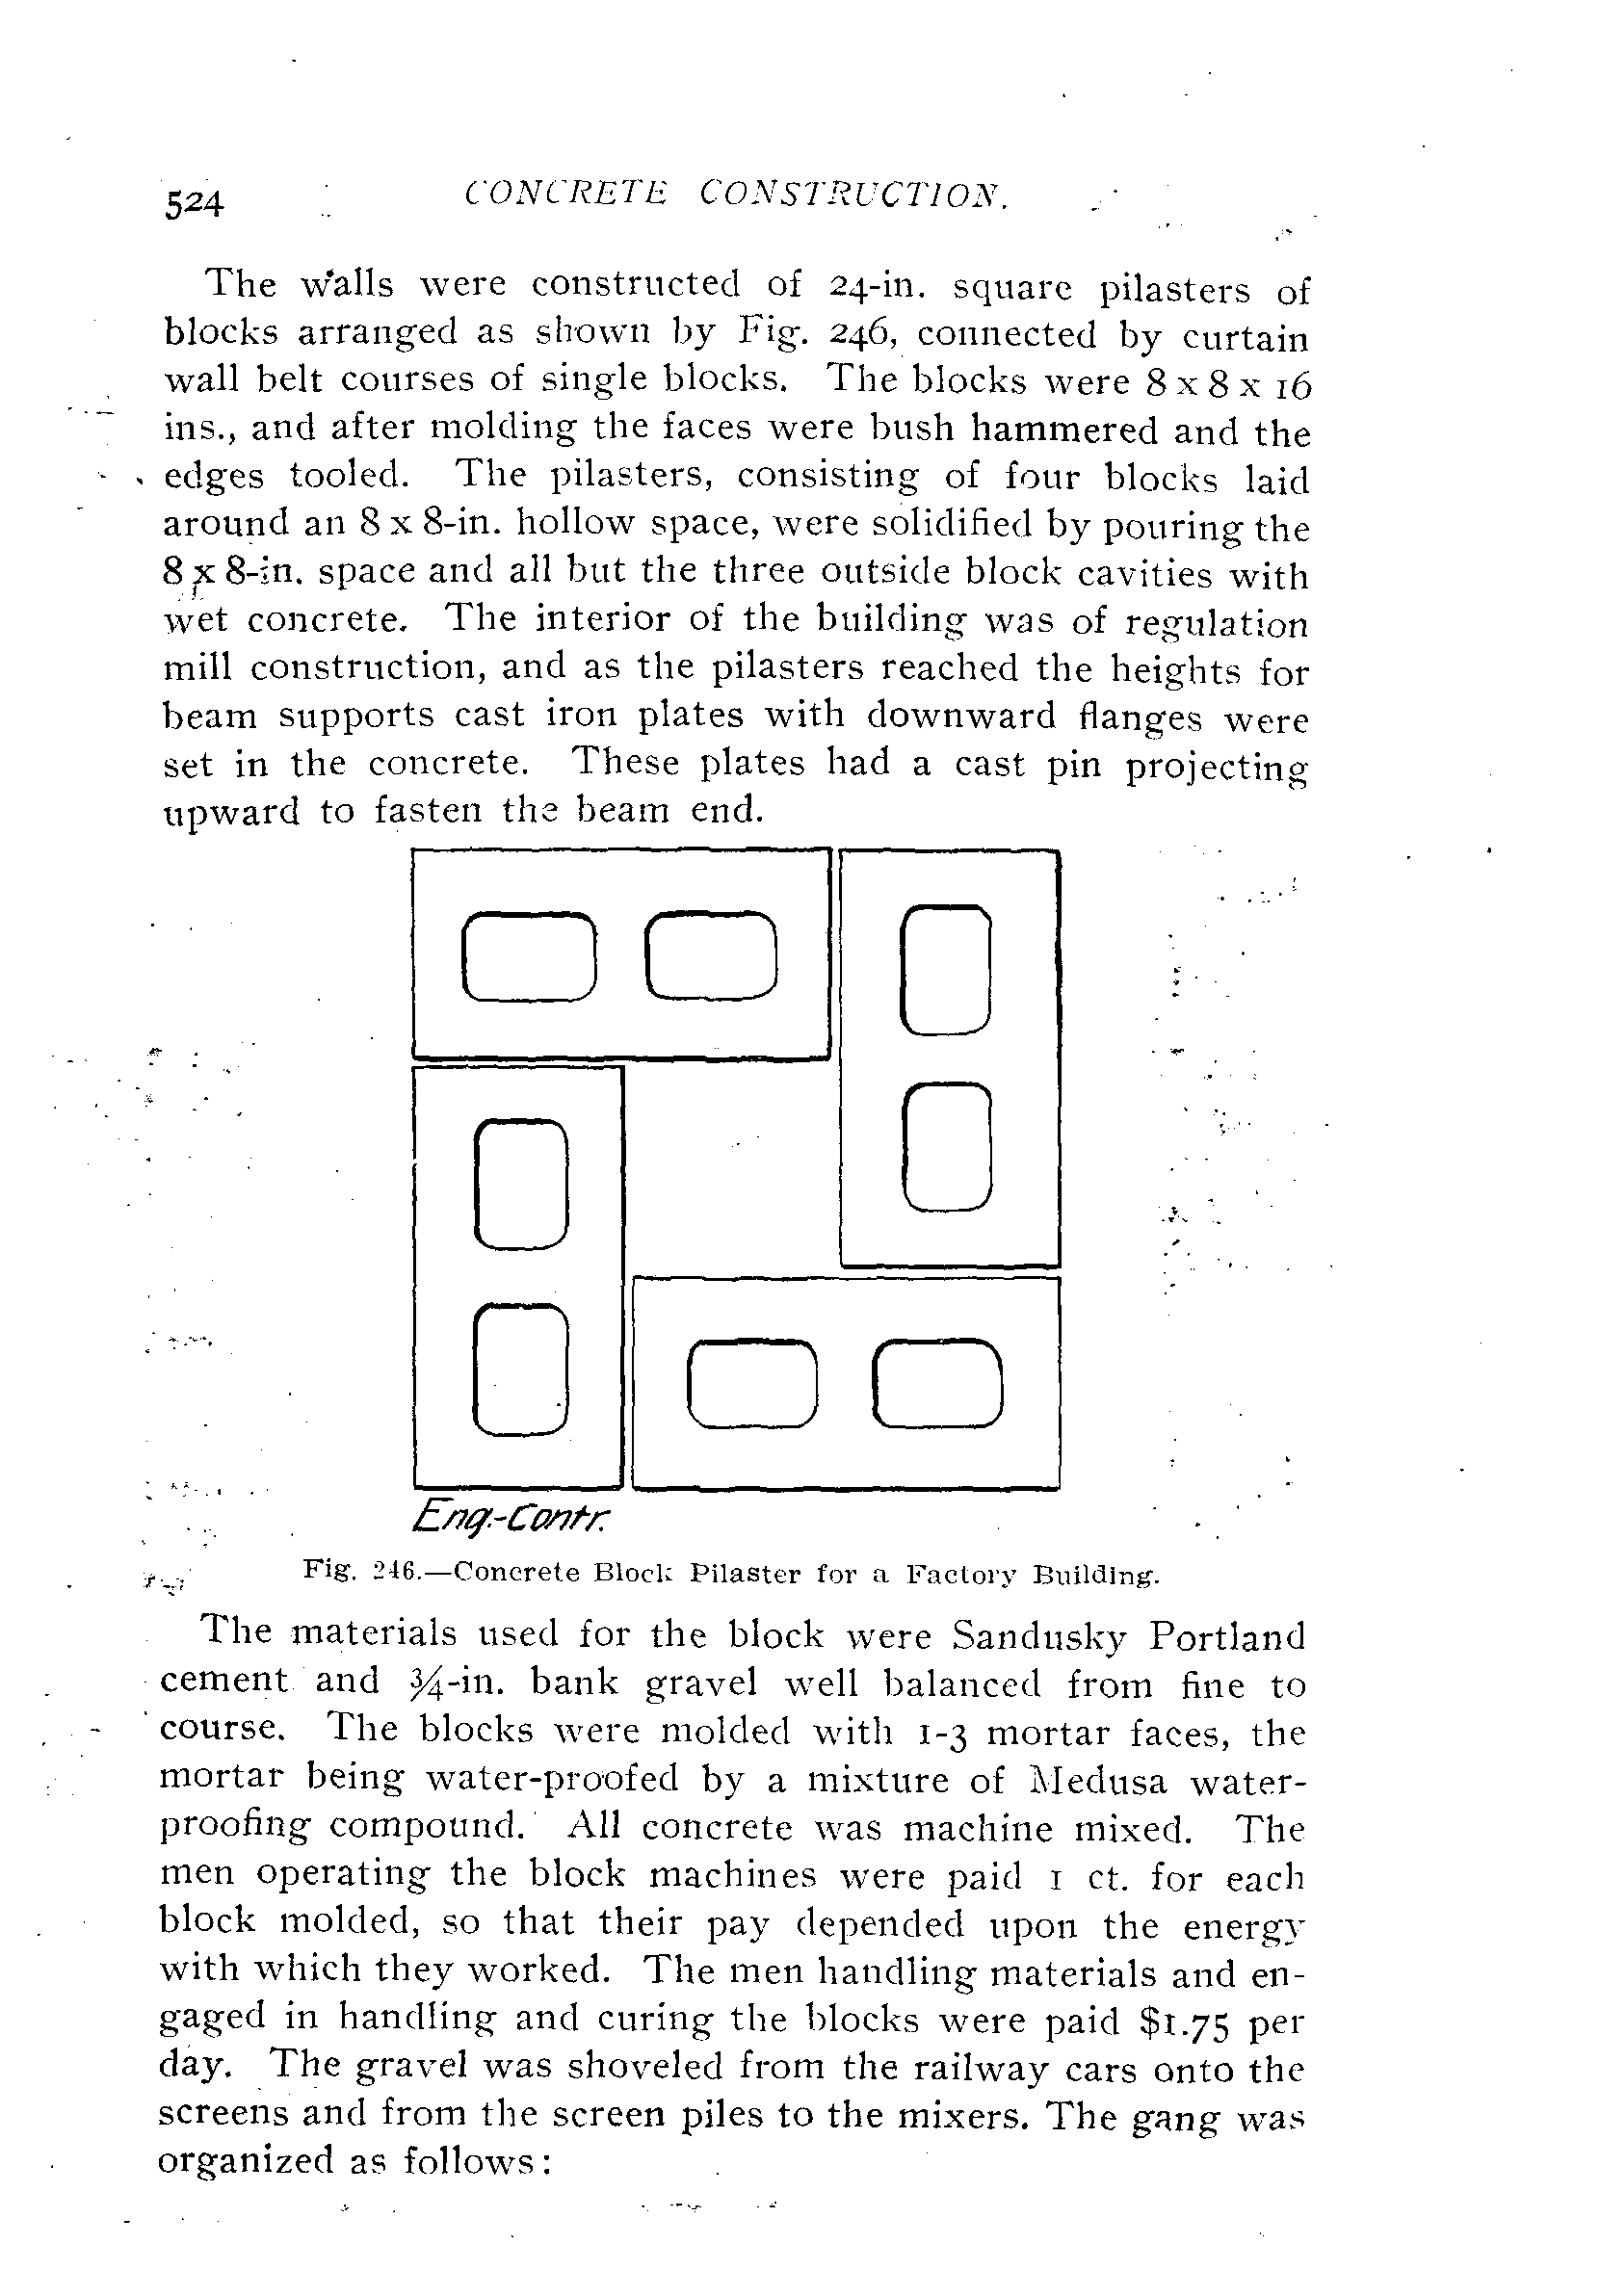 524
CONCRETE CONSTRUCTION.
The walls were constructed of 24-in. square pilasters of
blocks arranged as shown by Fig. 246, connected by curtain
wall belt courses of single blocks. The blocks were 8 x 8 x 16
ins., and after molding the faces were bush hammered and the
edges tooled. The pilasters, consisting of four blocks laid
around an 8 x 8-in. hollow space, were solidified by pouring the
8 x 8-in. space and all but the three outside block cavities with
wet concrete. The interior of the building was of regulation
mill construction, and as the pilasters reached the heights for
beam supports cast iron plates with downward flanges were
set in the concrete. These plates had a cast pin projecting
upward to fasten the beam end.
Eng.-Contr.
Fig. 246.—Concrete Block Pilaster for a Factory Building.
The materials used for the block were Sandusky Portland
cement and ¾-in. bank gravel well balanced from fine to
course. The blocks were molded with 1-3 mortar faces, the
mortar being water-proofed by a mixture of Medusa water-
proofing compound. All concrete was machine mixed. The
men operating the block machines were paid 1 ct. for each
block molded, so that their pay depended upon the energy
with which they worked. The men handling materials and en-
gaged in handling and curing the blocks were paid $1.75 per
day. The gravel was shoveled from the railway cars onto the
screens and from the screen piles to the mixers. The gang was
organized as follows: